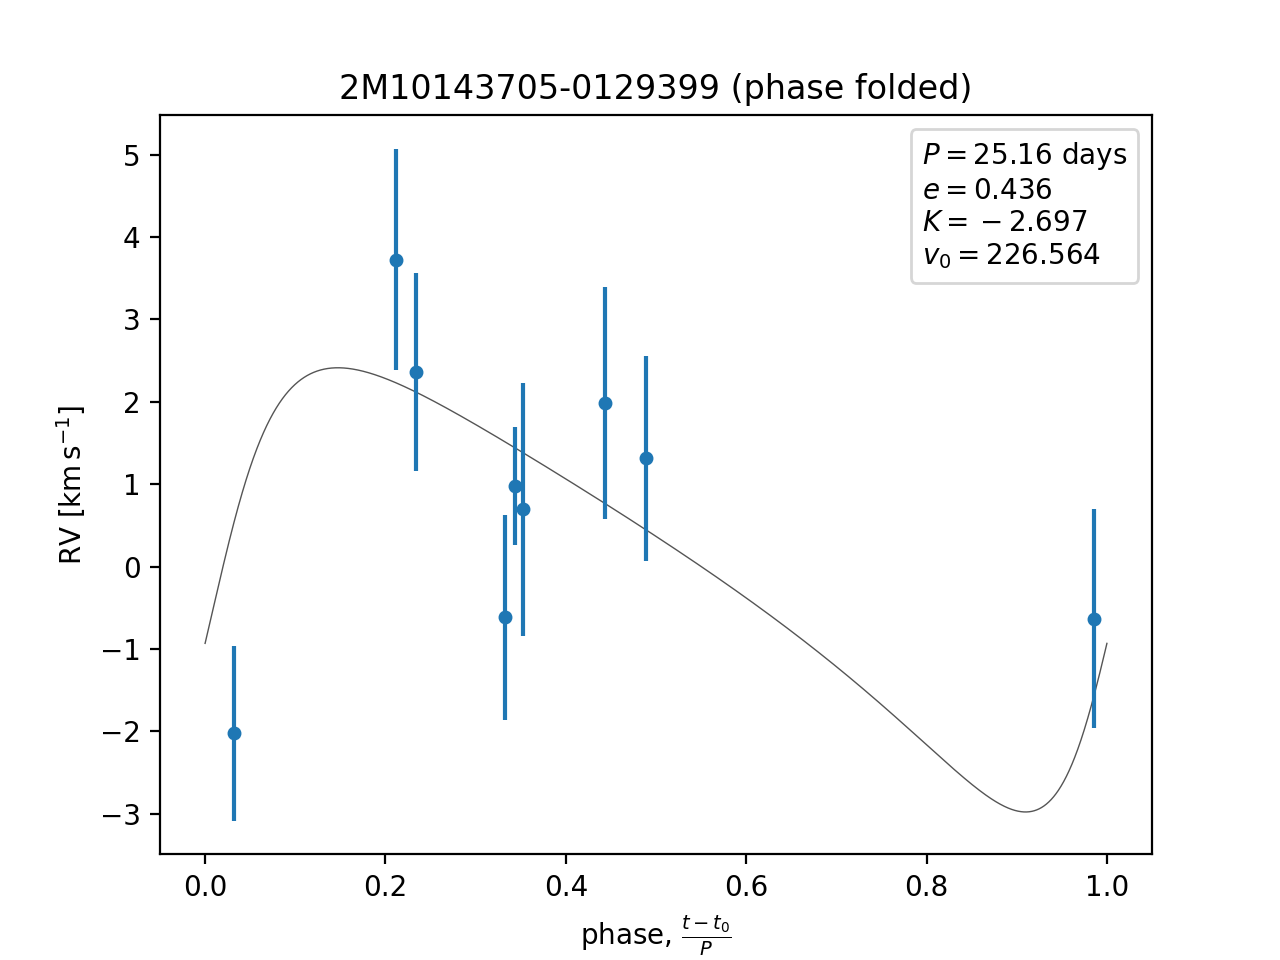 2M10143705-0129399 (phase folded)
P = 25.16 days
e = 0.436
K = −2.697
v₀ = 226.564
RV [km s⁻¹]
5
4
3
2
1
0
−1
−2
−3
0.0 0.2 0.4 0.6 0.8 1.0
phase, (t − t₀)/P